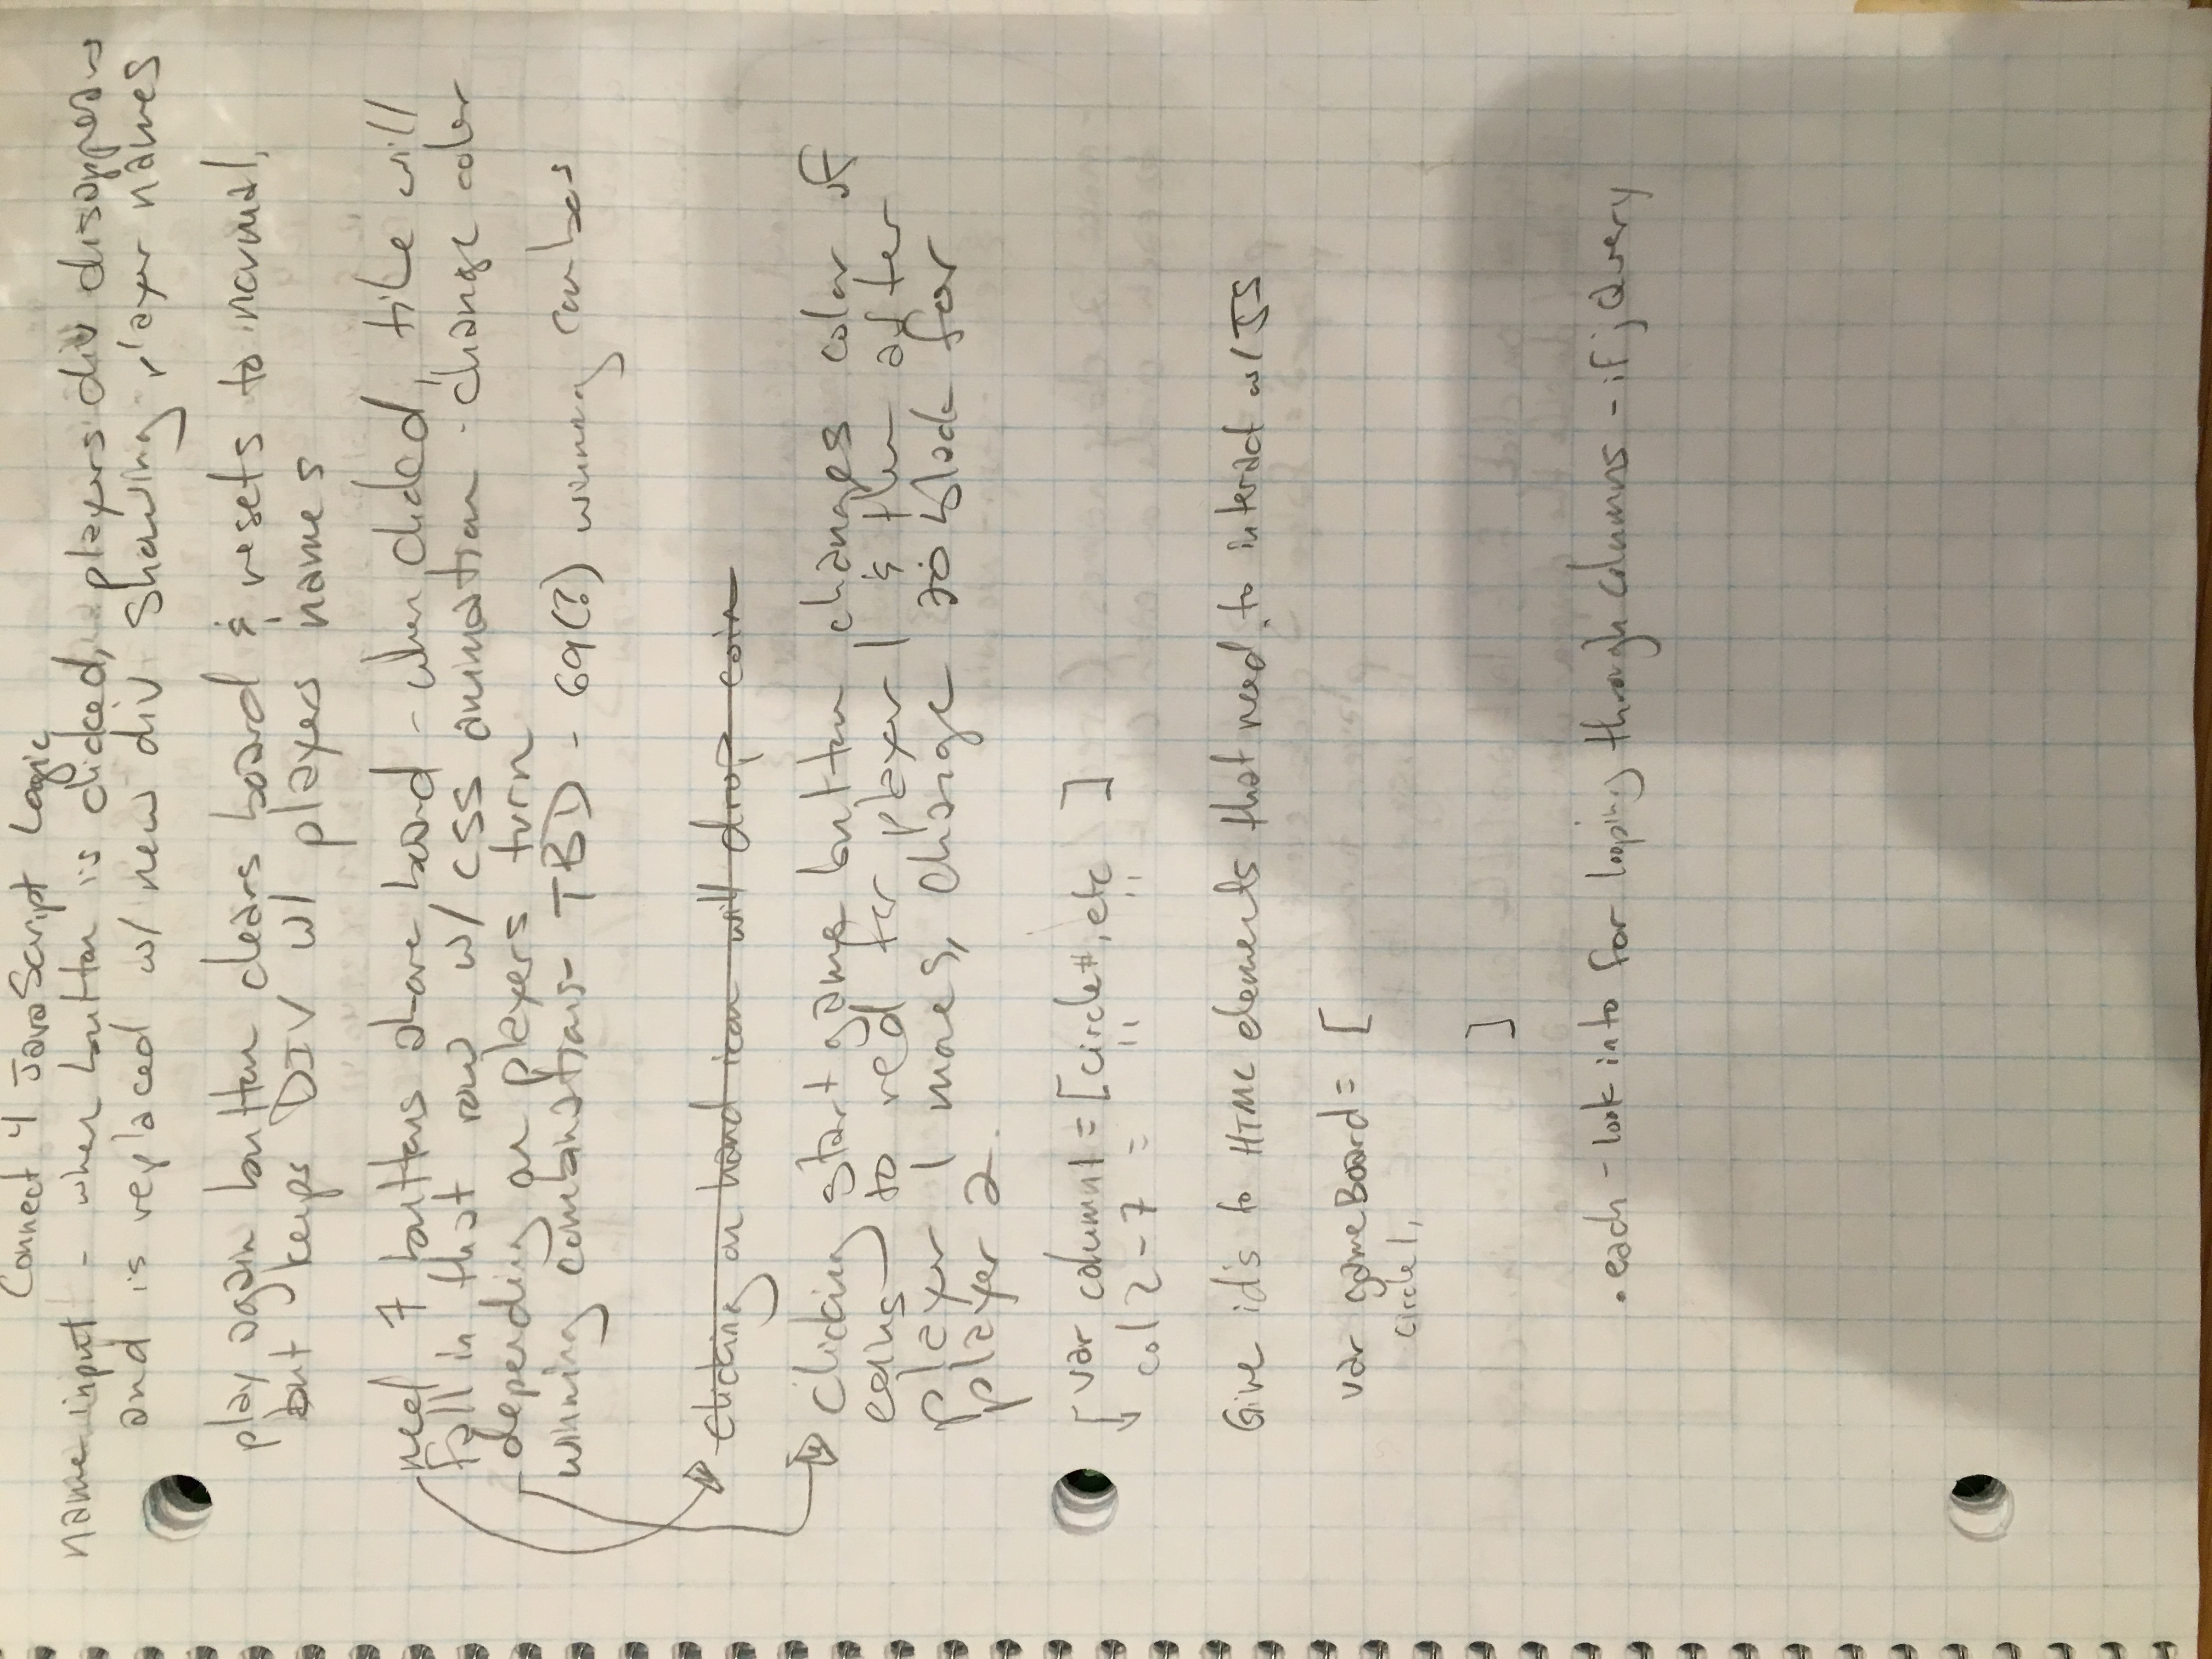 Connect 4 JavaScript Logic
name input - when button is clicked, players div disappears
and is replaced w/ new div showing player names
play again button clears board & resets to normal,
but keeps DIV w/ players names
need 7 buttons above board - when clicked, tile will
fall in that row w/ CSS animation - change color
depending on players turn
winning combinations - TBD - 69(?) winning combos
clicking on hand icon will drop coin
clicking start game button changes color of
coins to red for player 1 & then after
player 1 moves, change to black for
player 2.
var column1 = [circle#, etc ]
col 2-7 = " "
Give id's to HTML elements that need to interact w/ JS
var gameBoard = [
circle 1,
]
.each - look into for looping through columns - if jQuery